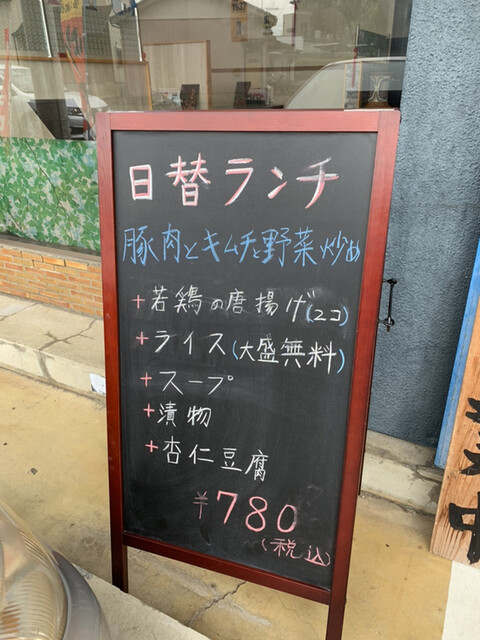 日替ランチ
豚肉とキムチと野菜炒め
+若鶏の唐揚げ(2コ)
+ライス(大盛無料)
+スープ
+漬物
+杏仁豆腐
¥780
(税込)